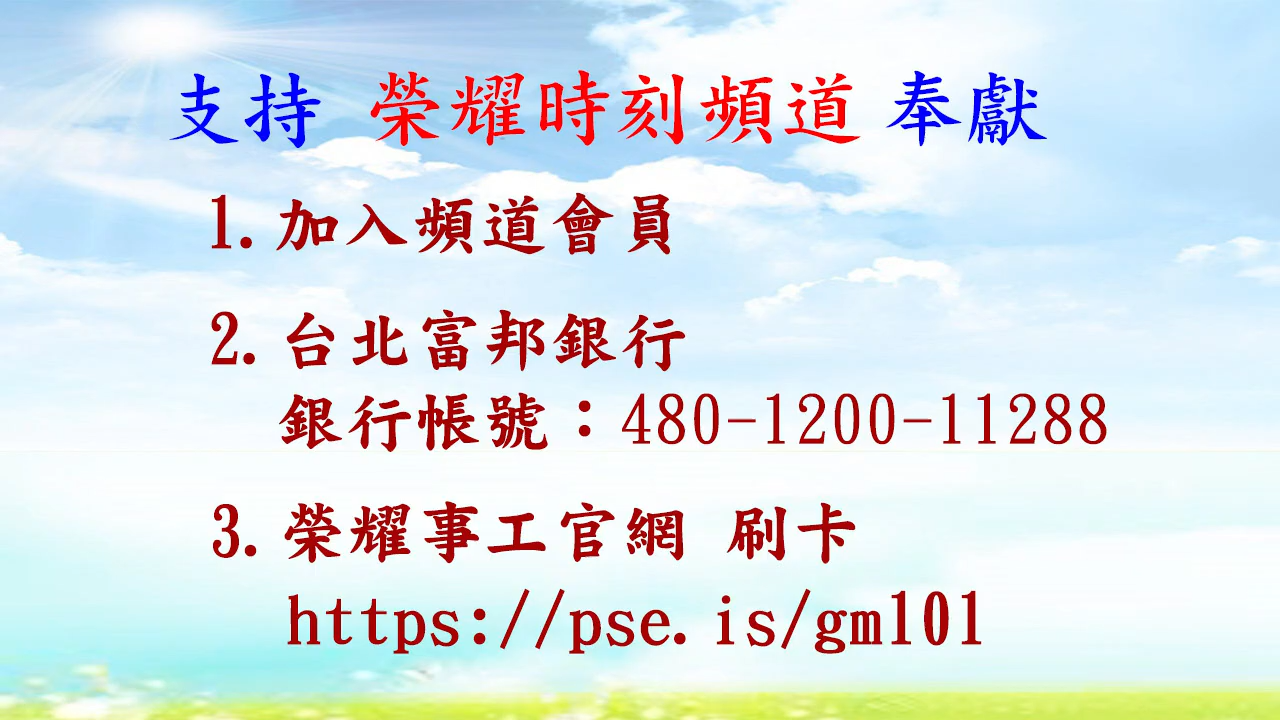 支持 榮耀時刻頻道 奉獻
1.加入頻道會員
2.台北富邦銀行
銀行帳號：480-1200-11288
3.榮耀事工官網 刷卡
https://pse.is/gm101